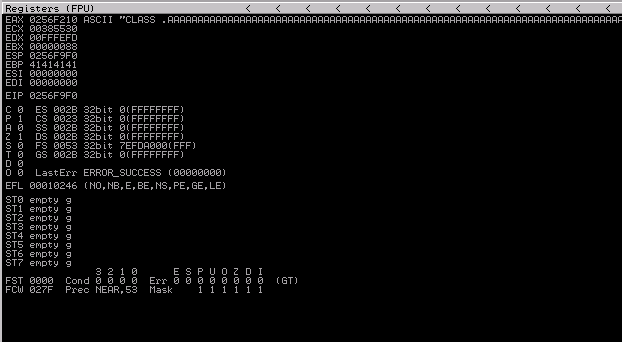 Registers (FPU) < < < < < < < < < < < <
EAX 0256F210 ASCII "CLASS .AAAAAAAAAAAAAAAAAAAAAAAAAAAAAAAAAAAAAAAAAAAAAAAAAAAAAAAAAAAAAAAAAAAAAAAAAAAA
ECX 00385530
EDX 00FFFEFD
EBX 00000088
ESP 0256F9F0
EBP 41414141
ESI 00000000
EDI 00000000
EIP 0256F9F0
C 0 ES 002B 32bit 0(FFFFFFFF)
P 1 CS 0023 32bit 0(FFFFFFFF)
A 0 SS 002B 32bit 0(FFFFFFFF)
Z 1 DS 002B 32bit 0(FFFFFFFF)
S 0 FS 0053 32bit 7EFDA000(FFF)
T 0 GS 002B 32bit 0(FFFFFFFF)
D 0
O 0 LastErr ERROR_SUCCESS (00000000)
EFL 00010246 (NO,NB,E,BE,NS,PE,GE,LE)
ST0 empty g
ST1 empty g
ST2 empty g
ST3 empty g
ST4 empty g
ST5 empty g
ST6 empty g
ST7 empty g
3 2 1 0 E S P U O Z D I
FST 0000 Cond 0 0 0 0 Err 0 0 0 0 0 0 0 0 (GT)
FCW 027F Prec NEAR,53 Mask 1 1 1 1 1 1